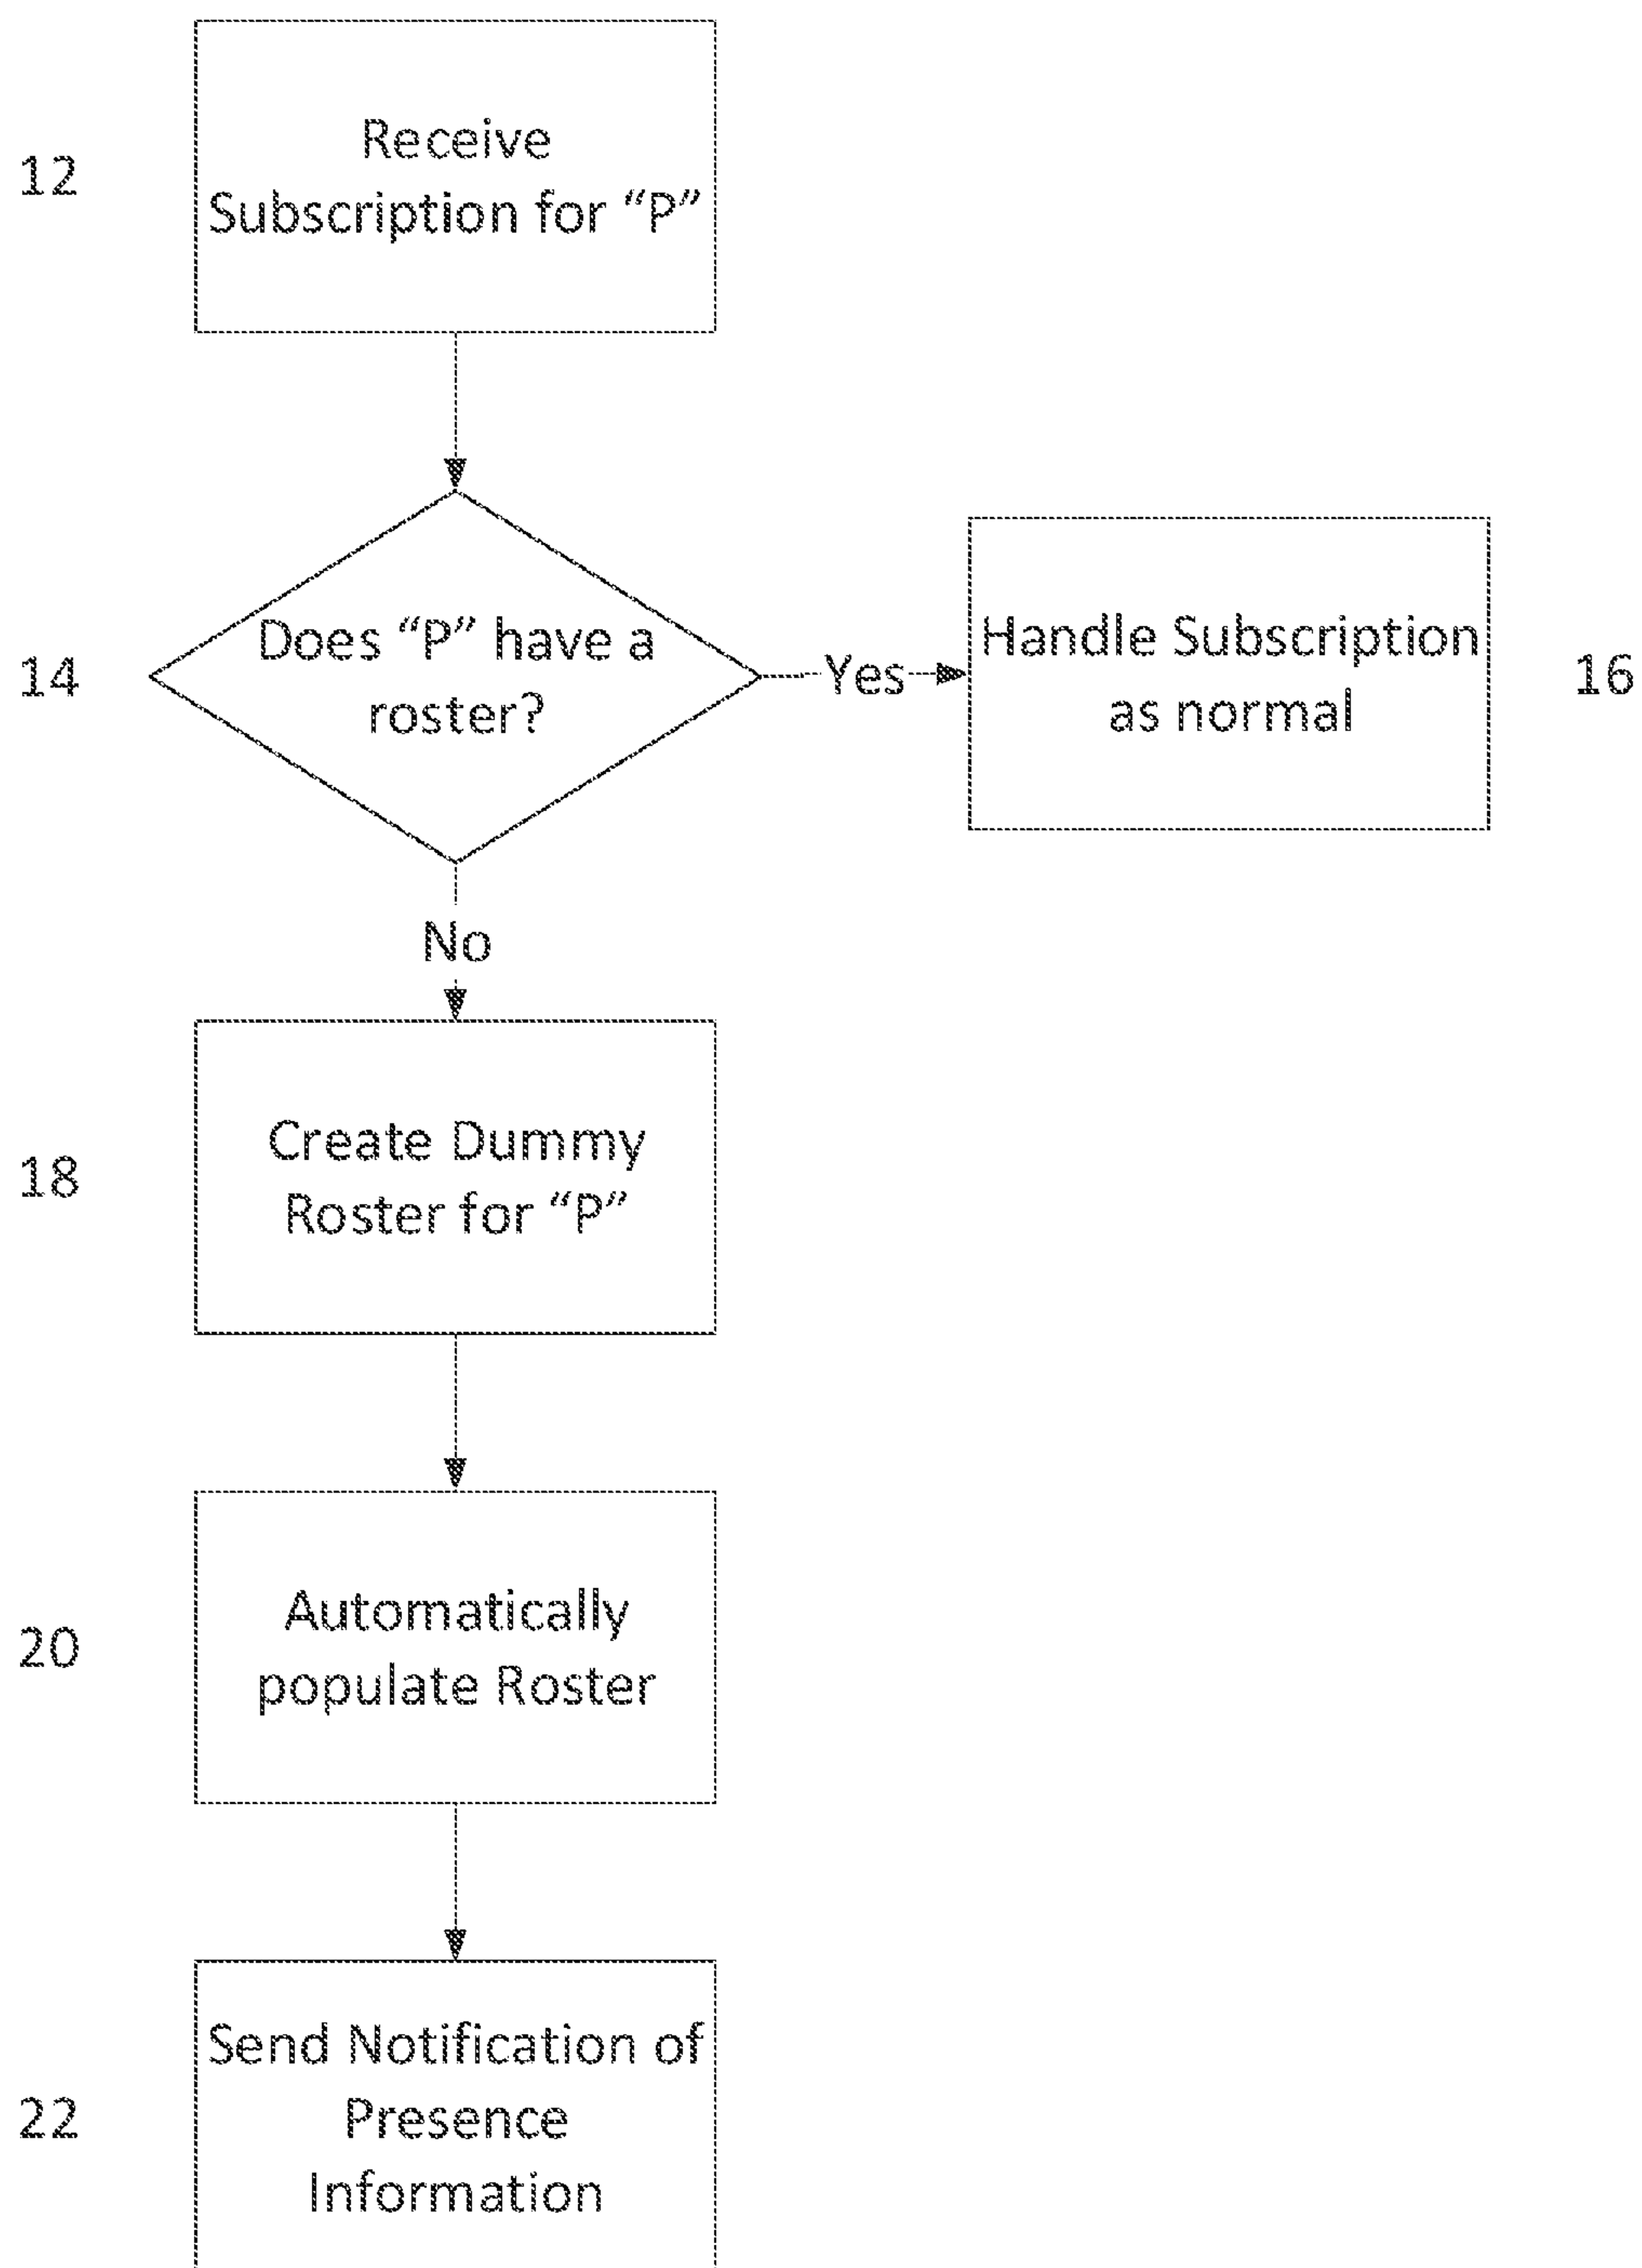 12
Receive
Subscription for “P”
14
Does “P” have a
roster?
Yes
Handle Subscription
as normal
16
No
18
Create Dummy
Roster for “P”
20
Automatically
populate Roster
22
Send Notification of
Presence
Information